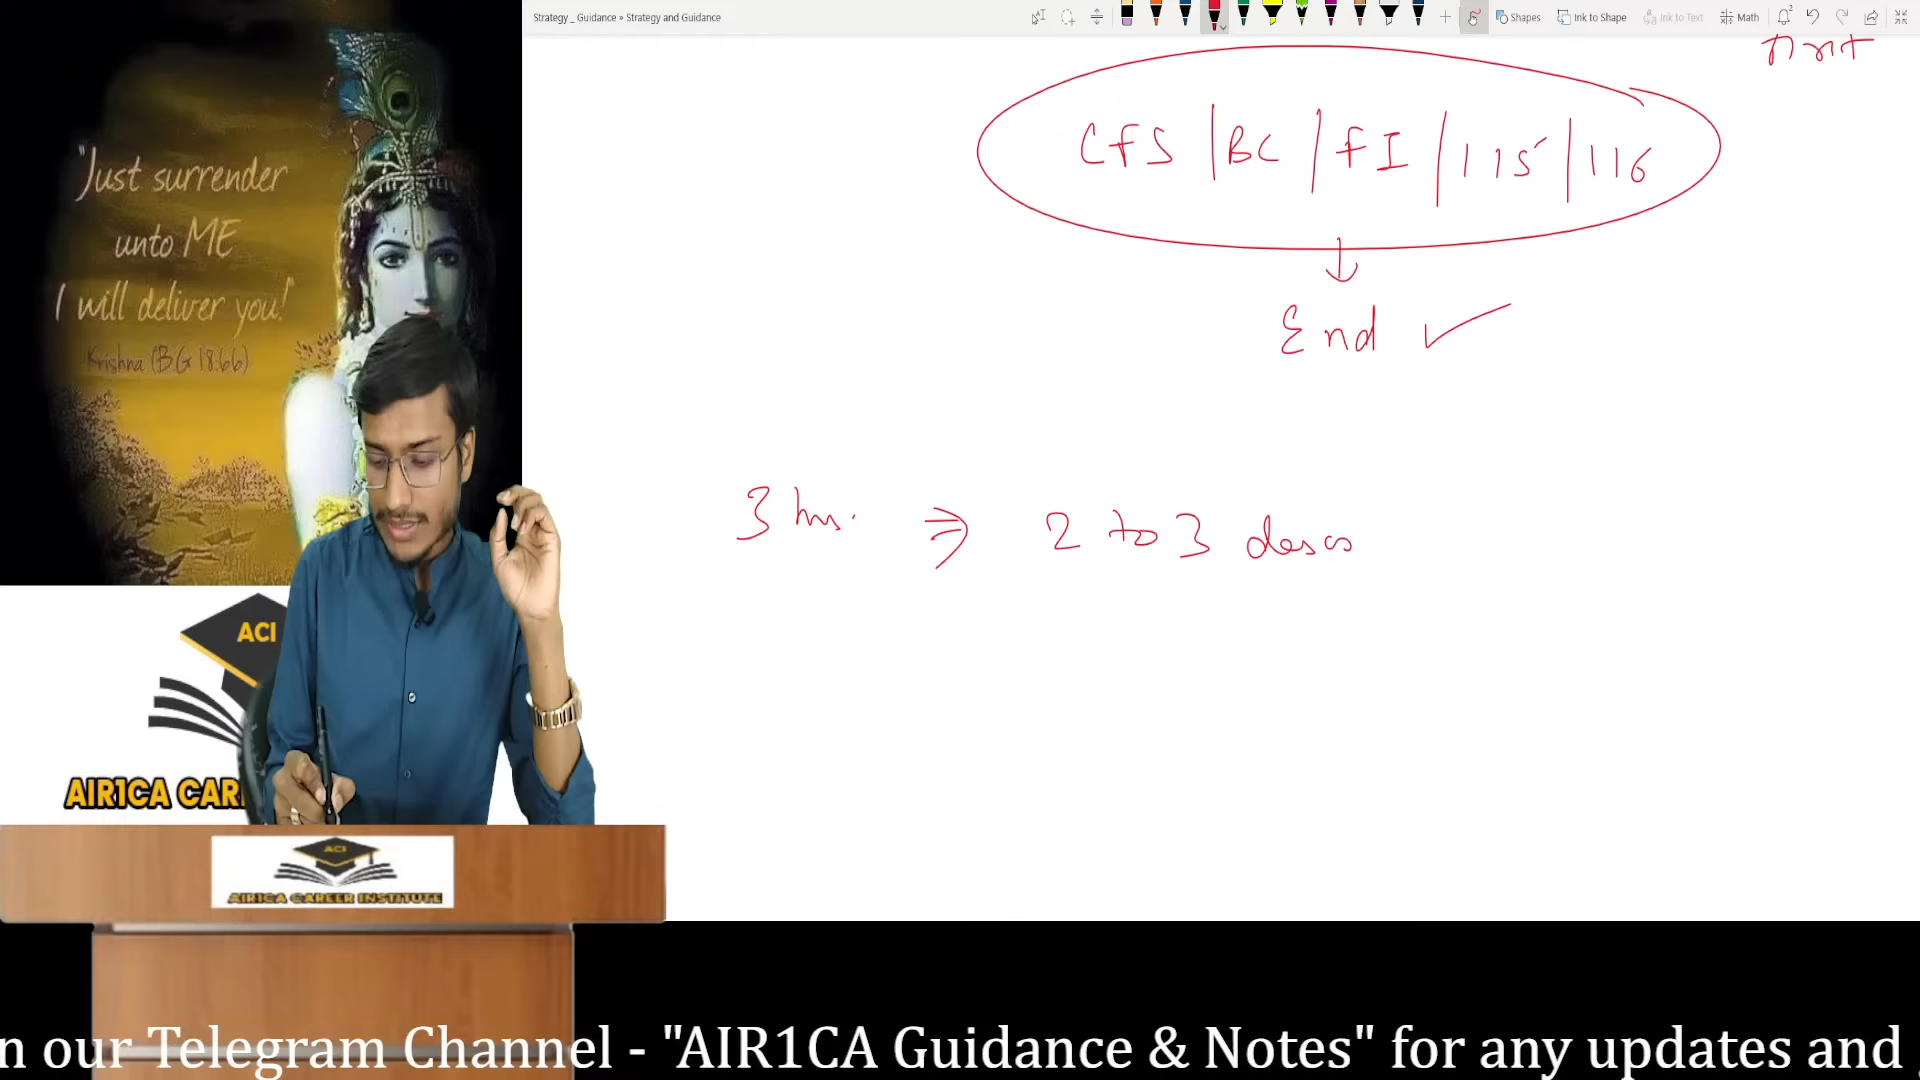 Strategy _ Guidance » Strategy and Guidance
Shapes
Ink to Shape
Ink to Text
Math
"Just surrender
unto ME
I will deliver you!"
Krishna (B.G 18.66)
CFS | BC | FI | 115 | 116
↓
End ✓
3 hrs. ⇒ 2 to 3
ACI
AIR1CA CAR
ACI
AIR1CA CAREER INSTITUTE
n our Telegram Channel - "AIR1CA Guidance & Notes" for any updates and